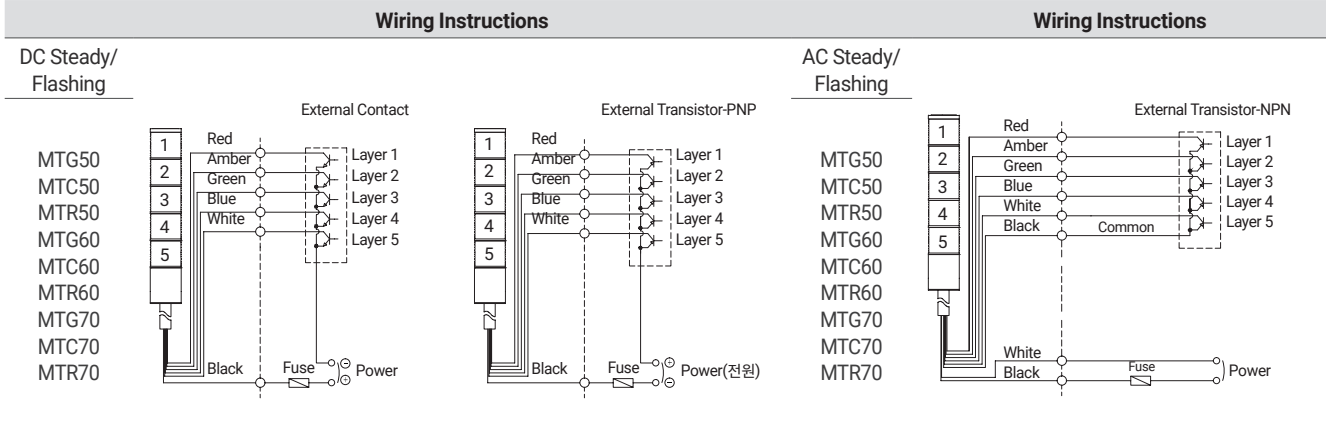 Wiring Instructions
Wiring Instructions
DC Steady/
Flashing
MTG50
MTC50
MTR50
MTG60
MTC60
MTR60
MTG70
MTC70
MTR70
External Contact
1
2
3
4
5
Red
Amber
Green
Blue
White
Layer 1
Layer 2
Layer 3
Layer 4
Layer 5
Black
Fuse
⊖
⊕
Power
External Transistor-PNP
1
2
3
4
5
Red
Amber
Green
Blue
White
Layer 1
Layer 2
Layer 3
Layer 4
Layer 5
Black
Fuse
⊕
⊖
Power(전원)
AC Steady/
Flashing
MTG50
MTC50
MTR50
MTG60
MTC60
MTR60
MTG70
MTC70
MTR70
External Transistor-NPN
1
2
3
4
5
Red
Amber
Green
Blue
White
Black
Common
Layer 1
Layer 2
Layer 3
Layer 4
Layer 5
White
Black
Fuse
Power